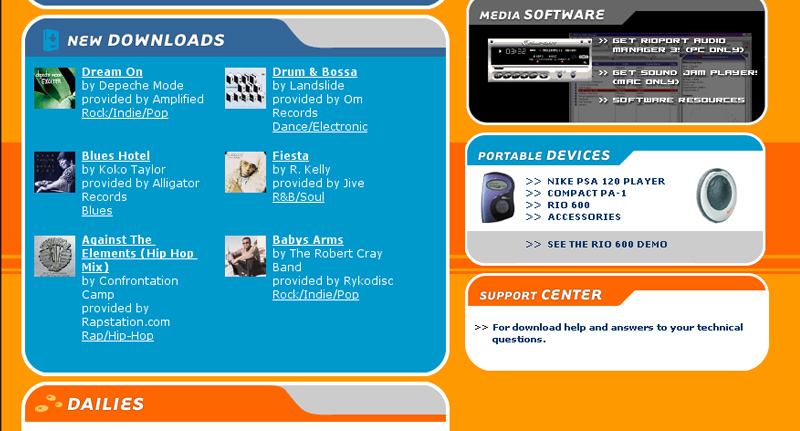 NEW DOWNLOADS
Dream On
by Depeche Mode
provided by Amplified
Rock/Indie/Pop
Drum & Bossa
by Landslide
provided by Om
Records
Dance/Electronic
Blues Hotel
by Koko Taylor
provided by Alligator
Records
Blues
Fiesta
by R. Kelly
provided by Jive
R&B/Soul
Against The
Elements (Hip Hop
Mix)
by Confrontation
Camp
provided by
Rapstation.com
Rap/Hip-Hop
Babys Arms
by The Robert Cray
Band
provided by Rykodisc
Rock/Indie/Pop
DAILIES
MEDIA SOFTWARE
>> GET RIOPORT AUDIO
MANAGER 3! (PC ONLY)
>> GET SOUND JAM PLAYER!
(MAC ONLY)
>> SOFTWARE RESOURCES
PORTABLE DEVICES
>> NIKE PSA 120 PLAYER
>> COMPACT PA-1
>> RIO 600
>> ACCESSORIES
>> SEE THE RIO 600 DEMO
SUPPORT CENTER
>> For download help and answers to your technical
questions.